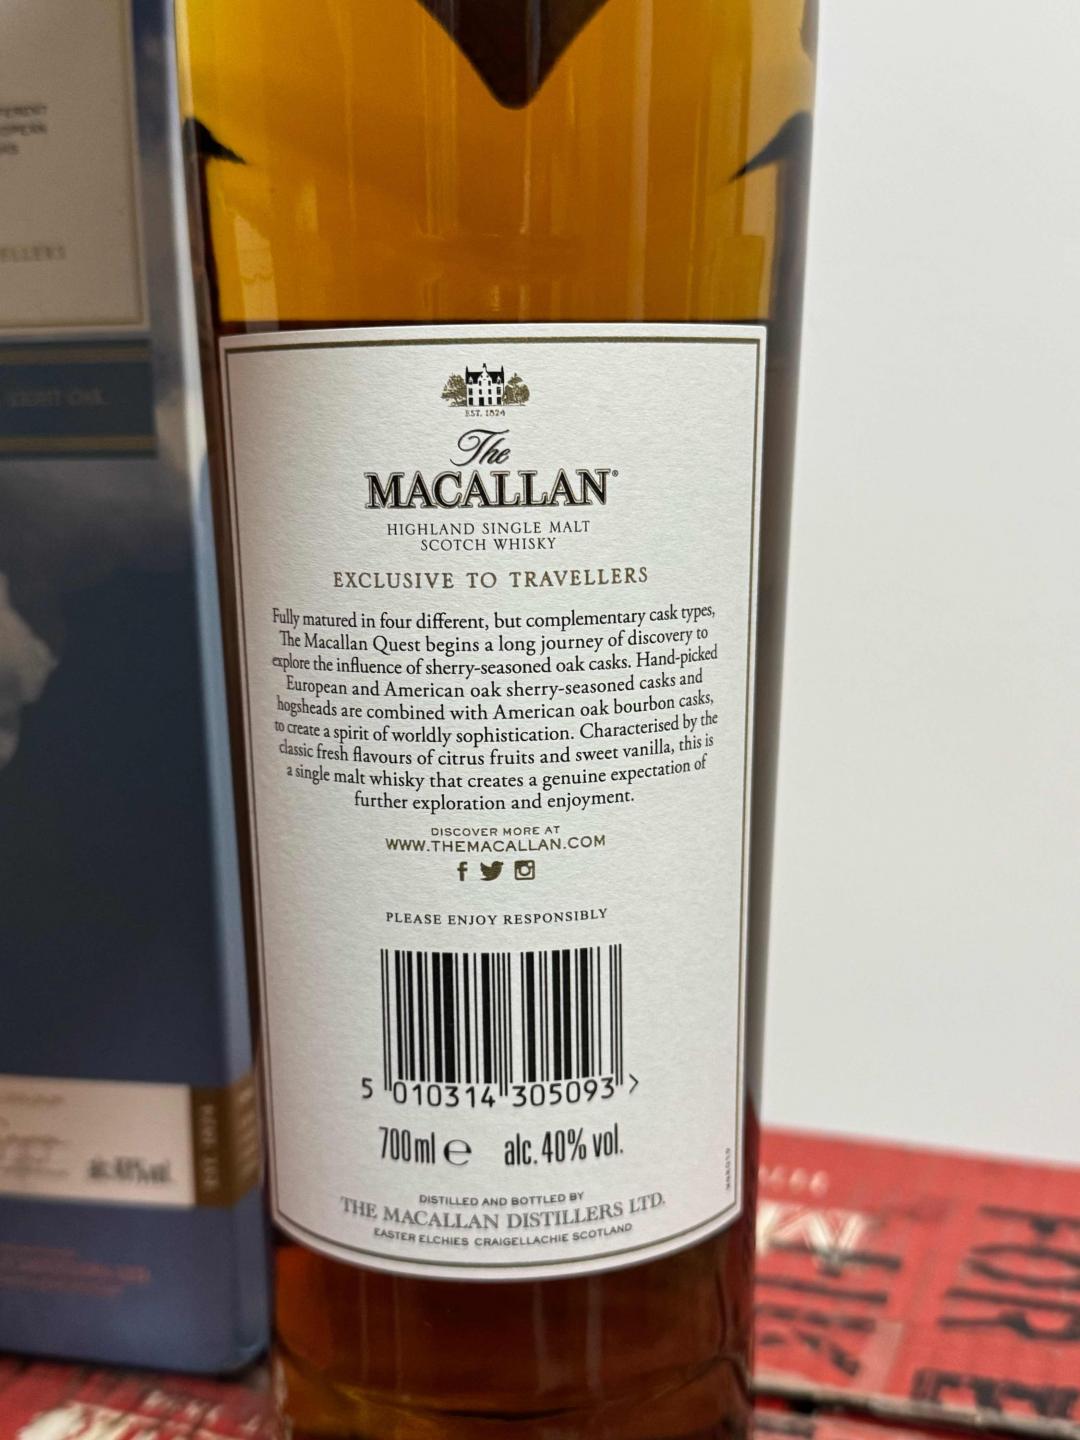 EST. 1824
The
MACALLAN®
HIGHLAND SINGLE MALT
SCOTCH WHISKY
EXCLUSIVE TO TRAVELLERS
Fully matured in four different, but complementary cask types,
The Macallan Quest begins a long journey of discovery to
explore the influence of sherry-seasoned oak casks. Hand-picked
European and American oak sherry-seasoned casks and
hogsheads are combined with American oak bourbon casks,
to create a spirit of worldly sophistication. Characterised by the
classic fresh flavours of citrus fruits and sweet vanilla, this is
a single malt whisky that creates a genuine expectation of
further exploration and enjoyment.
DISCOVER MORE AT
WWW.THEMACALLAN.COM
PLEASE ENJOY RESPONSIBLY
5 010314 305093 >
700ml e alc. 40% vol.
DISTILLED AND BOTTLED BY
THE MACALLAN DISTILLERS LTD.
EASTER ELCHIES CRAIGELLACHIE SCOTLAND
alc.40%vol.
FOR